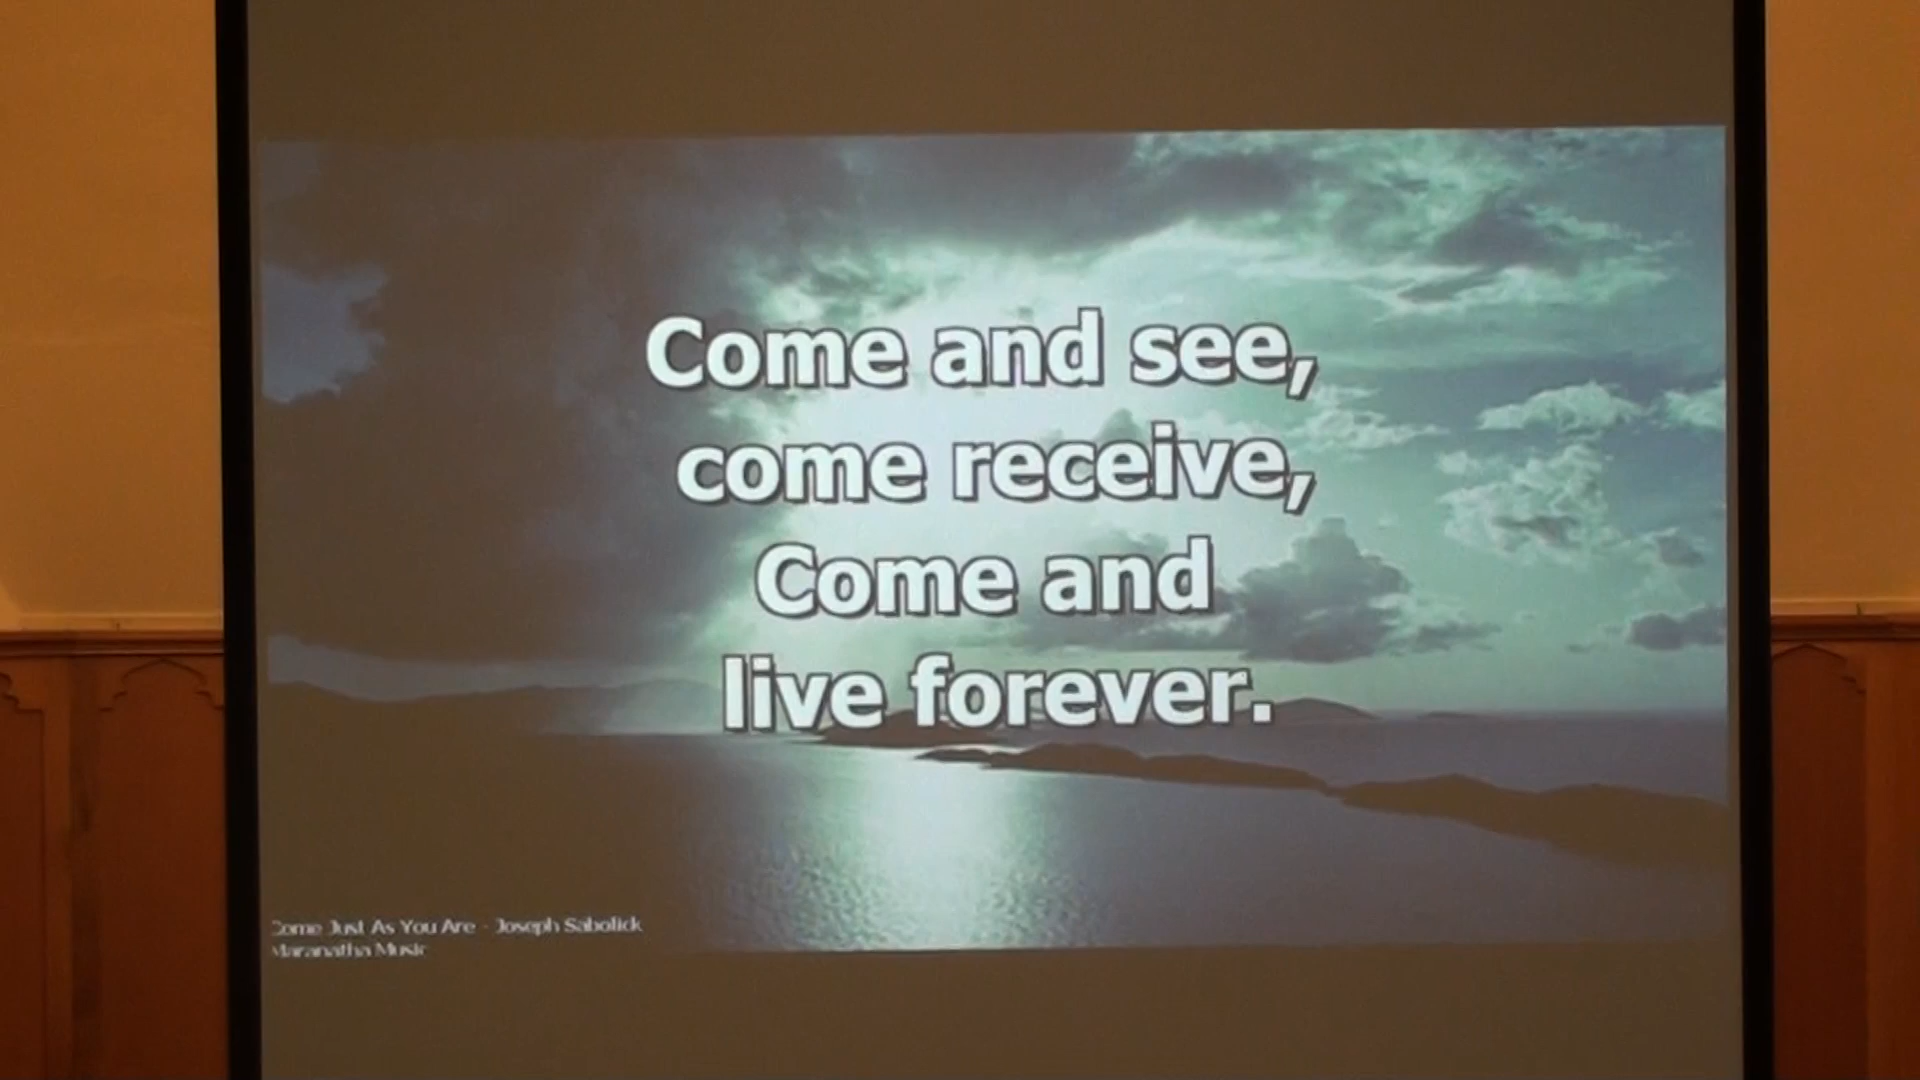 Come and see,
come receive,
Come and
live forever.
Come Just As You Are - Joseph Sabolick
Maranatha Music